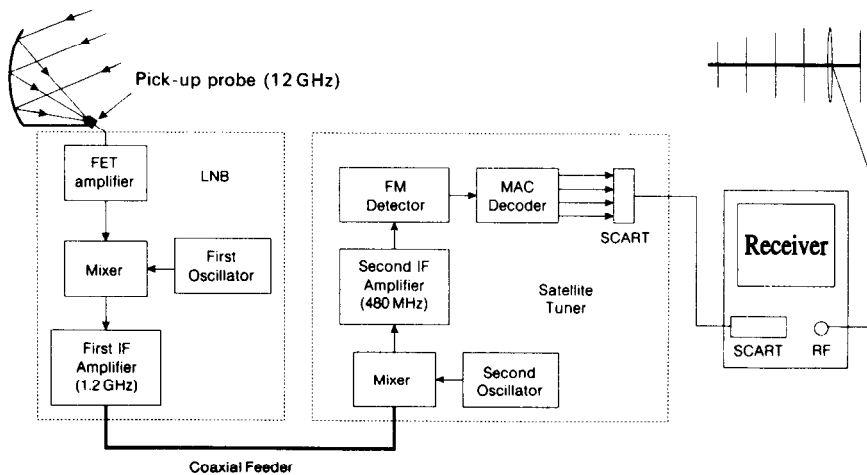 Pick-up probe (12 GHz)
FET
amplifier
LNB
Mixer
First
Oscillator
First IF
Amplifier
(1.2 GHz)
Coaxial Feeder
FM
Detector
MAC
Decoder
SCART
Second IF
Amplifier
(480 MHz)
Satellite
Tuner
Mixer
Second
Oscillator
Receiver
SCART
RF